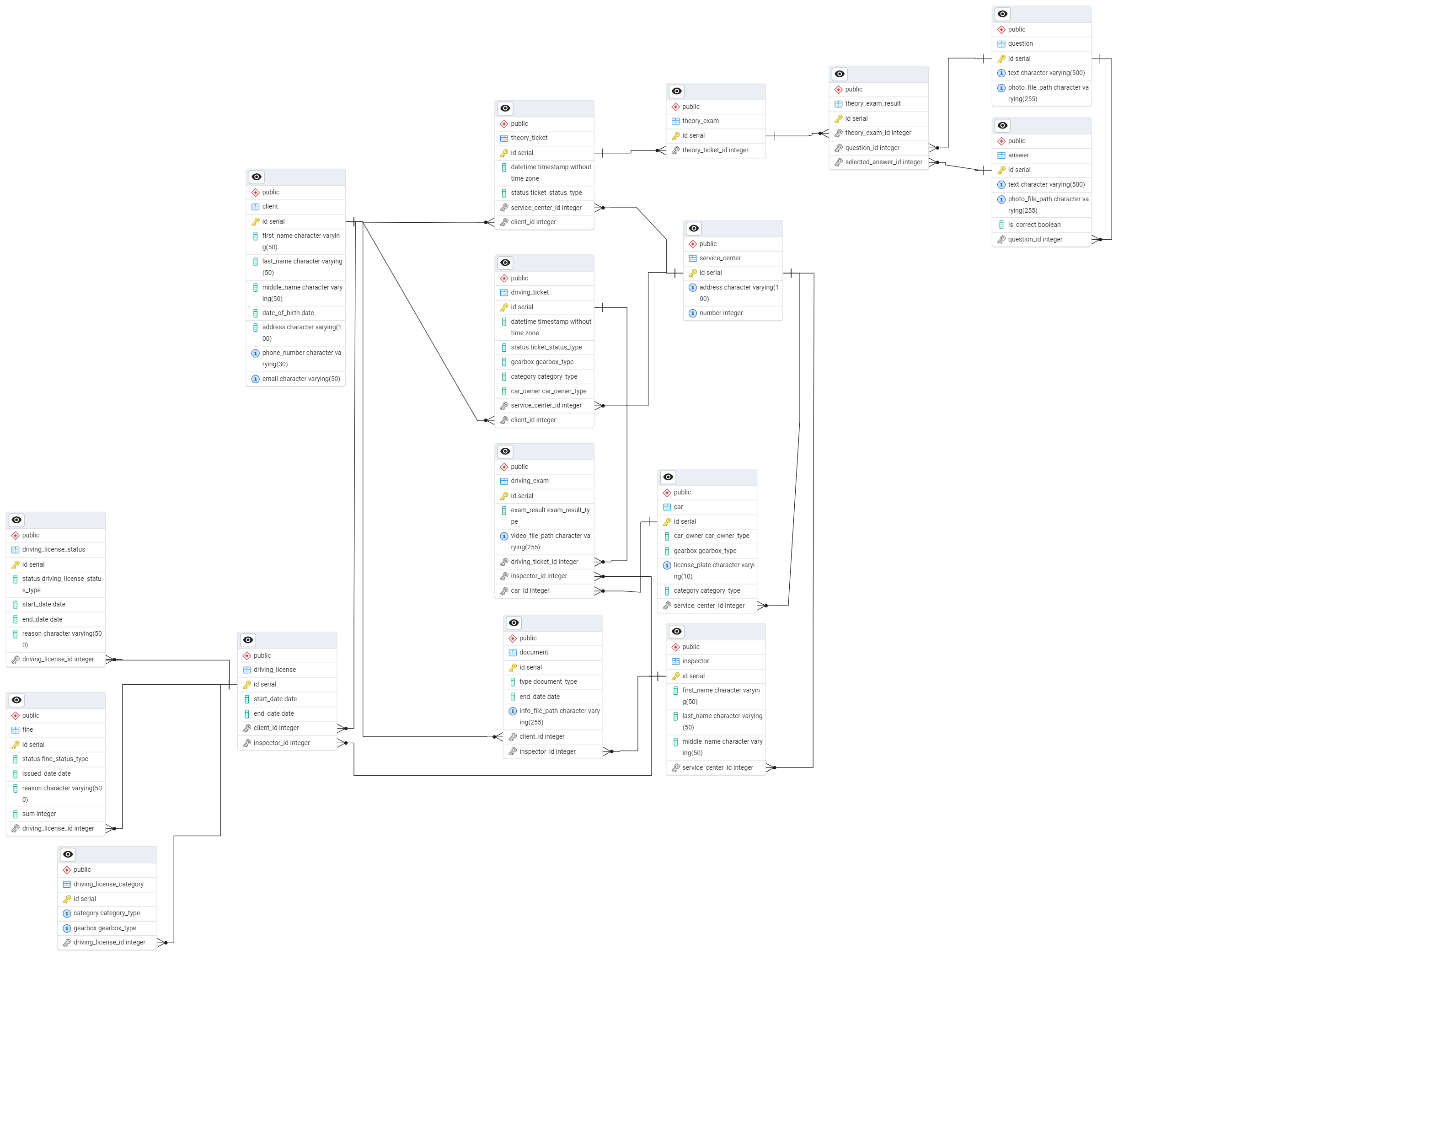 public
question
id serial
text character varying(500)
photo_file_path character va
rying(255)
public
answer
id serial
text character varying(500)
photo_file_path character va
rying(255)
is_correct boolean
question_id integer
public
theory_exam_result
id serial
theory_exam_id integer
question_id integer
selected_answer_id integer
public
theory_exam
id serial
theory_ticket_id integer
public
theory_ticket
id serial
datetime timestamp without
time zone
status ticket_status_type
service_center_id integer
client_id integer
public
client
id serial
first_name character varyin
g(50)
last_name character varying
(50)
middle_name character vary
ing(50)
date_of_birth date
address character varying(1
00)
phone_number character va
rying(30)
email character varying(50)
public
service_center
id serial
address character varying(1
00)
number integer
public
driving_ticket
id serial
datetime timestamp without
time zone
status ticket_status_type
gearbox gearbox_type
category category_type
car_owner car_owner_type
service_center_id integer
client_id integer
public
driving_exam
id serial
exam_result exam_result_ty
pe
video_file_path character va
rying(255)
driving_ticket_id integer
inspector_id integer
car_id integer
public
car
id serial
car_owner car_owner_type
gearbox gearbox_type
license_plate character varyi
ng(10)
category category_type
service_center_id integer
public
driving_license_status
id serial
status driving_license_statu
s_type
start_date date
end_date date
reason character varying(50
0)
driving_license_id integer
public
driving_license
id serial
start_date date
end_date date
client_id integer
inspector_id integer
public
document
id serial
type document_type
end_date date
info_file_path character vary
ing(255)
client_id integer
inspector_id integer
public
inspector
id serial
first_name character varyin
g(50)
last_name character varying
(50)
middle_name character vary
ing(50)
service_center_id integer
public
fine
id serial
status fine_status_type
issued_date date
reason character varying(50
0)
sum integer
driving_license_id integer
public
driving_license_category
id serial
category category_type
gearbox gearbox_type
driving_license_id integer